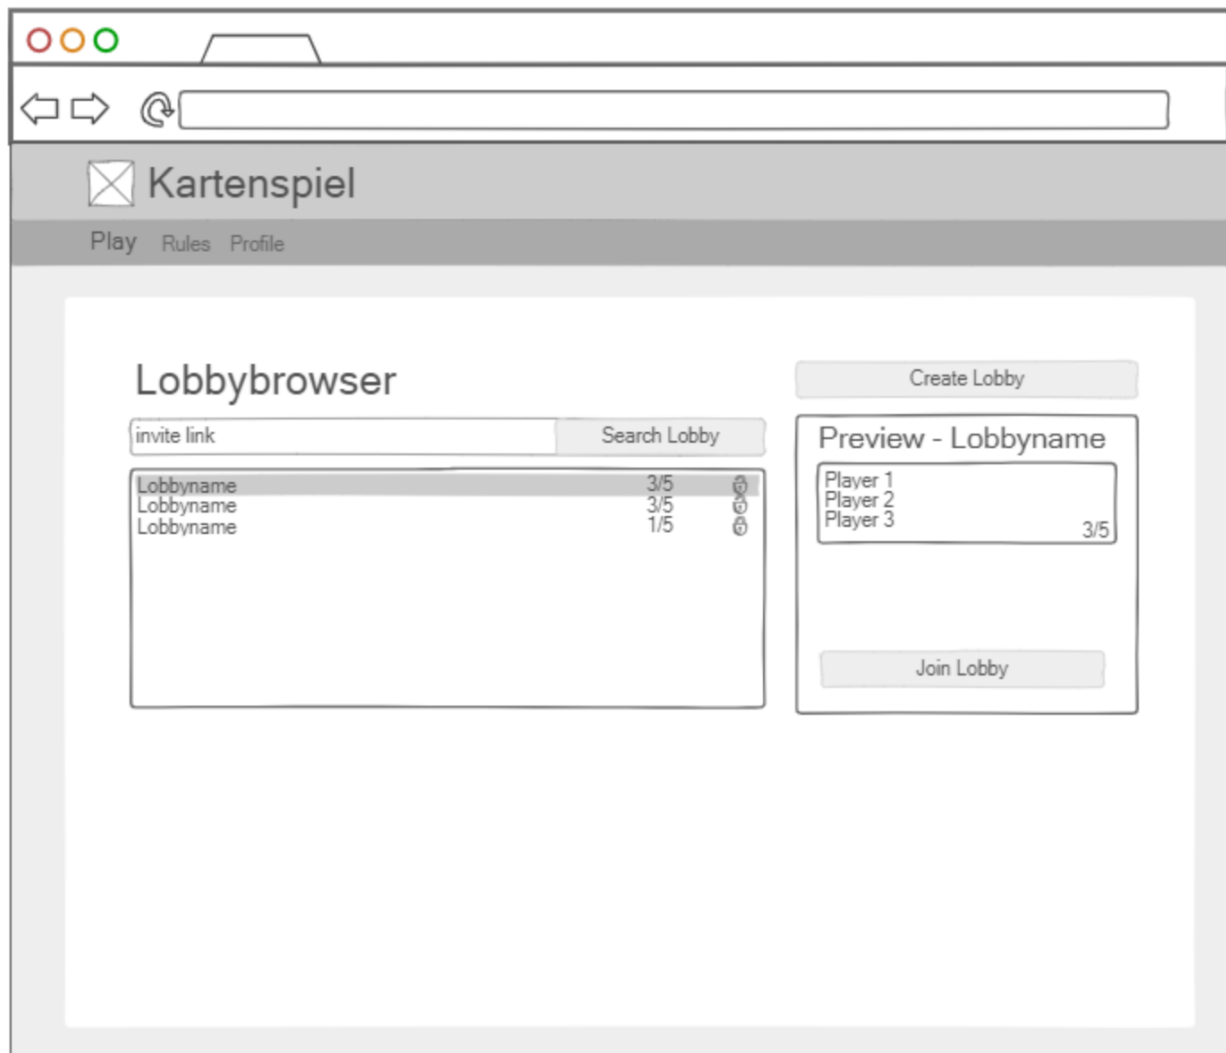 Kartenspiel
Play Rules Profile
Lobbybrowser
invite link Search Lobby
Lobbyname 3/5
Lobbyname 3/5
Lobbyname 1/5
Create Lobby
Preview - Lobbyname
Player 1
Player 2
Player 3
3/5
Join Lobby